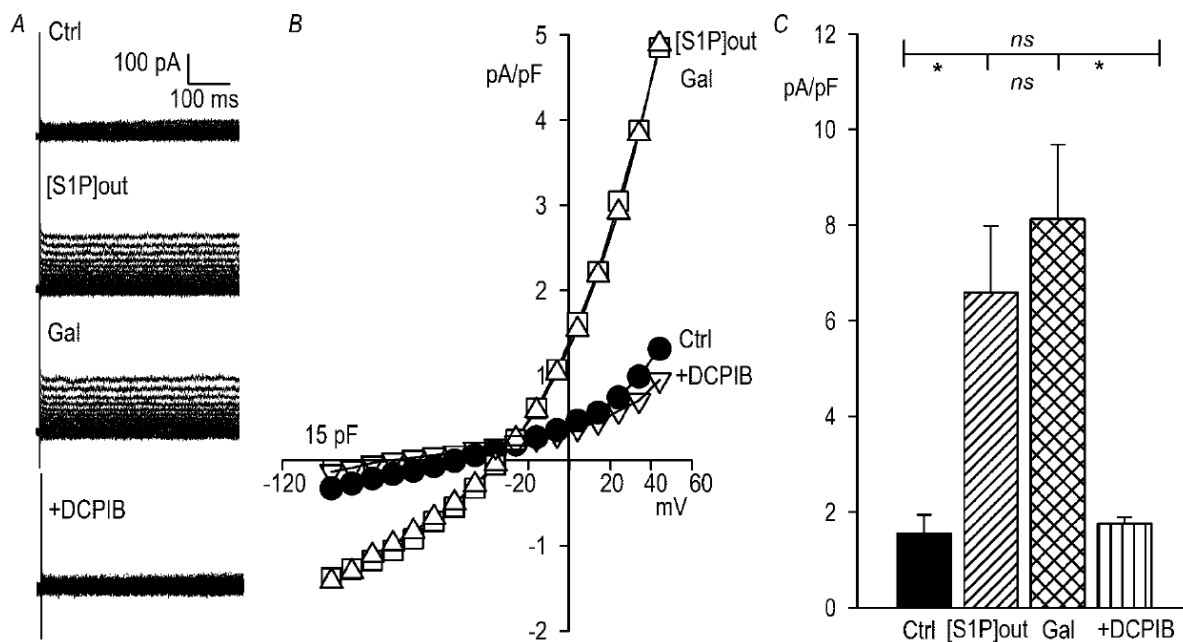 A
Ctrl
100 pA
100 ms
[S1P]out
Gal
+DCPIB
B
pA/pF
5
4
3
2
1
-1
-2
[S1P]out
Gal
Ctrl
+DCPIB
15 pF
-120
-20
20
40
60
mV
C
pA/pF
12
10
8
6
4
2
0
ns
*
ns
*
Ctrl
[S1P]out
Gal
+DCPIB